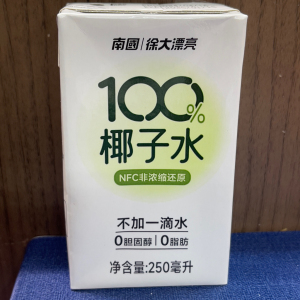 南國|徐大漂亮
100%
椰子水
NFC非浓缩还原
不加一滴水
0胆固醇|0脂肪
净含量:250毫升